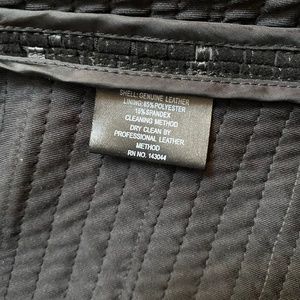 SHELL: GENUINE LEATHER
LINING: 85% POLYESTER
15% SPANDEX
CLEANING METHOD
DRY CLEAN BY
PROFESSIONAL LEATHER
METHOD
RN NO. 143044